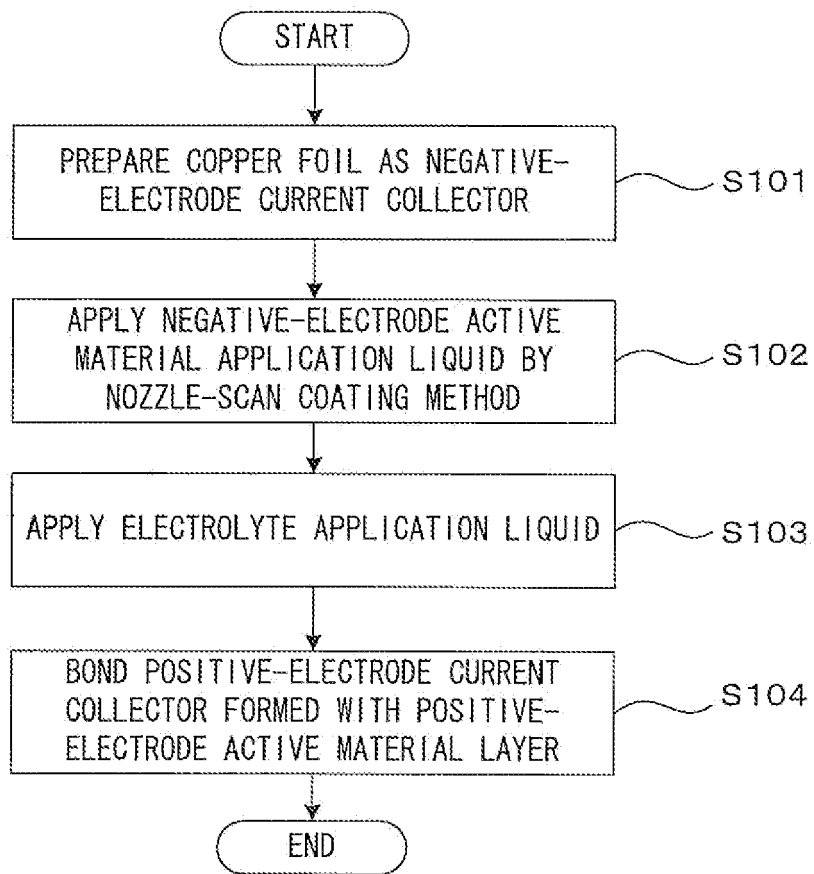 START
PREPARE COPPER FOIL AS NEGATIVE-
ELECTRODE CURRENT COLLECTOR
S101
APPLY NEGATIVE-ELECTRODE ACTIVE
MATERIAL APPLICATION LIQUID BY
NOZZLE-SCAN COATING METHOD
S102
APPLY ELECTROLYTE APPLICATION LIQUID
S103
BOND POSITIVE-ELECTRODE CURRENT
COLLECTOR FORMED WITH POSITIVE-
ELECTRODE ACTIVE MATERIAL LAYER
S104
END